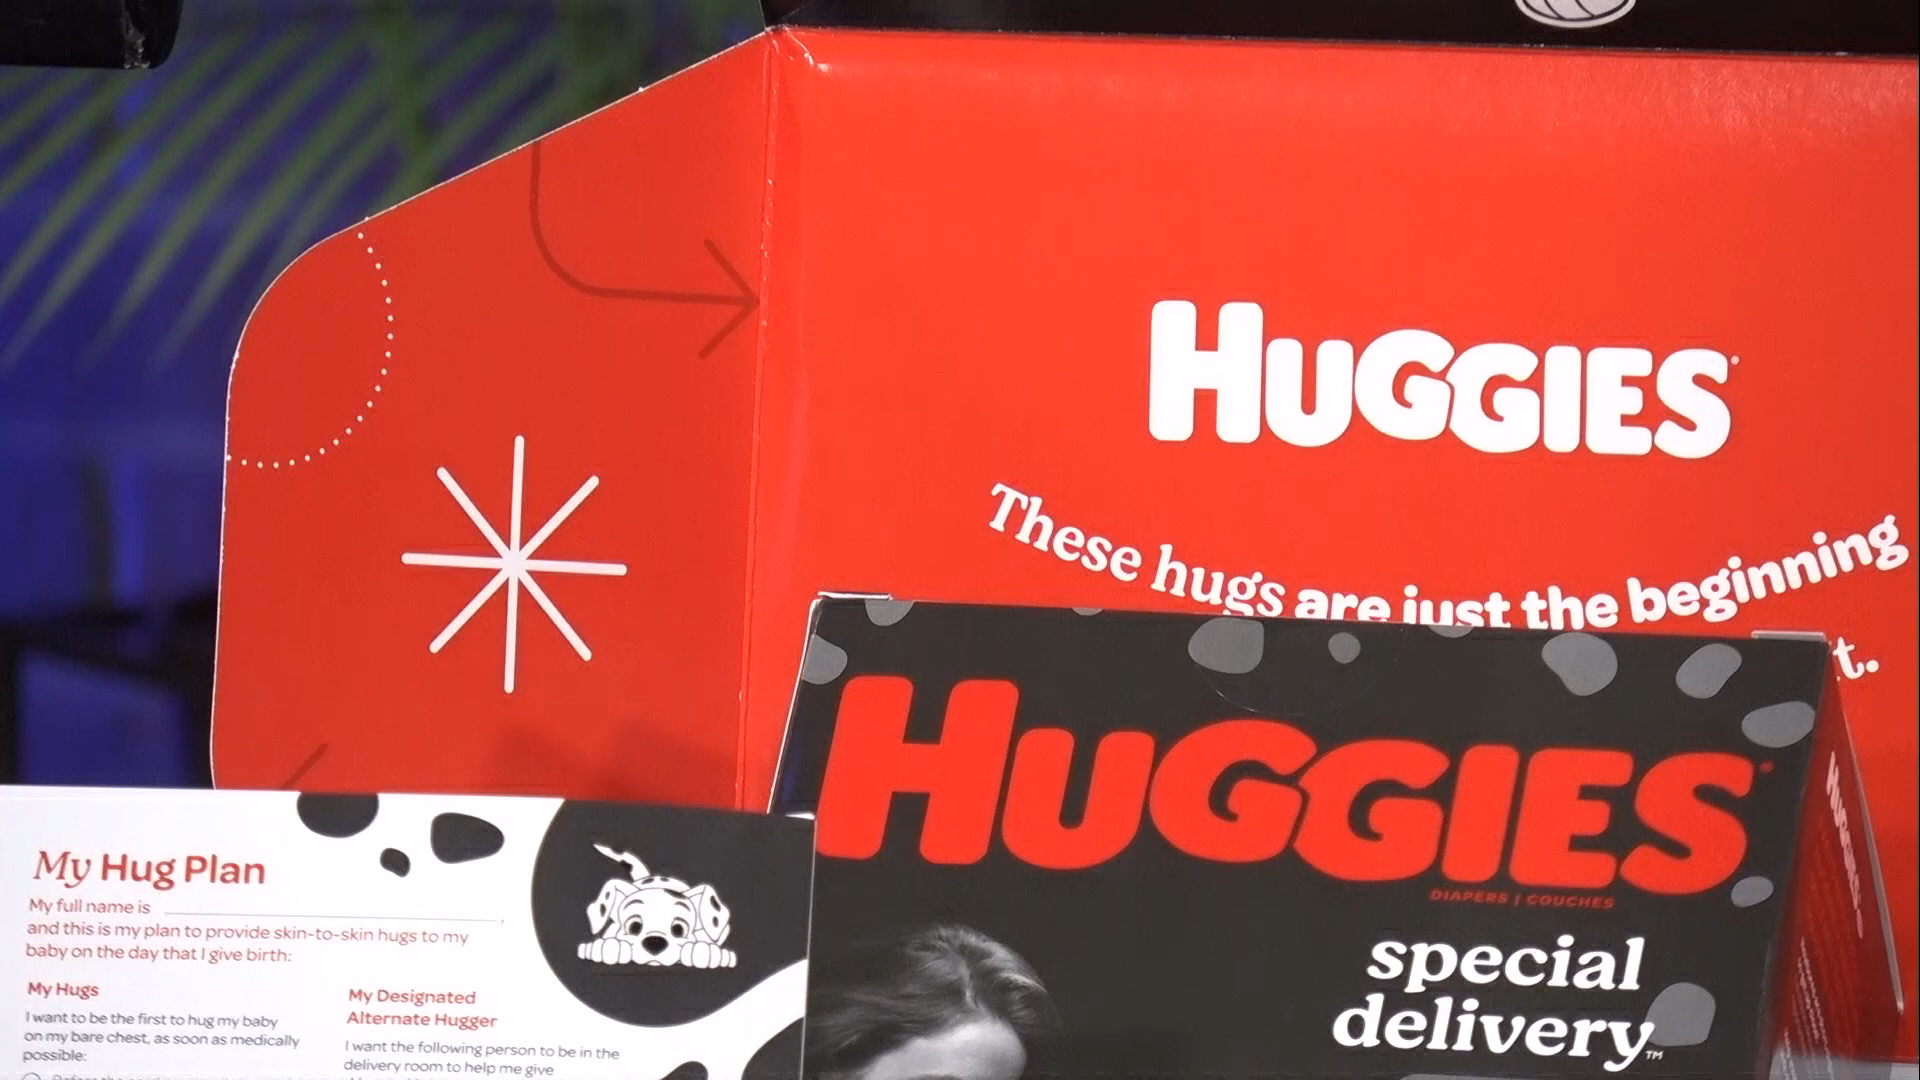 HUGGIES
These hugs are just the beginning
t.
HUGGIES
DIAPERS | COUCHES
special
delivery™
HUGGIES
My Hug Plan
My full name is
and this is my plan to provide skin-to-skin hugs to my
baby on the day that I give birth:
My Hugs
I want to be the first to hug my baby
on my bare chest, as soon as medically
possible:
My Designated
Alternate Hugger
I want the following person to be in the
delivery room to help me give